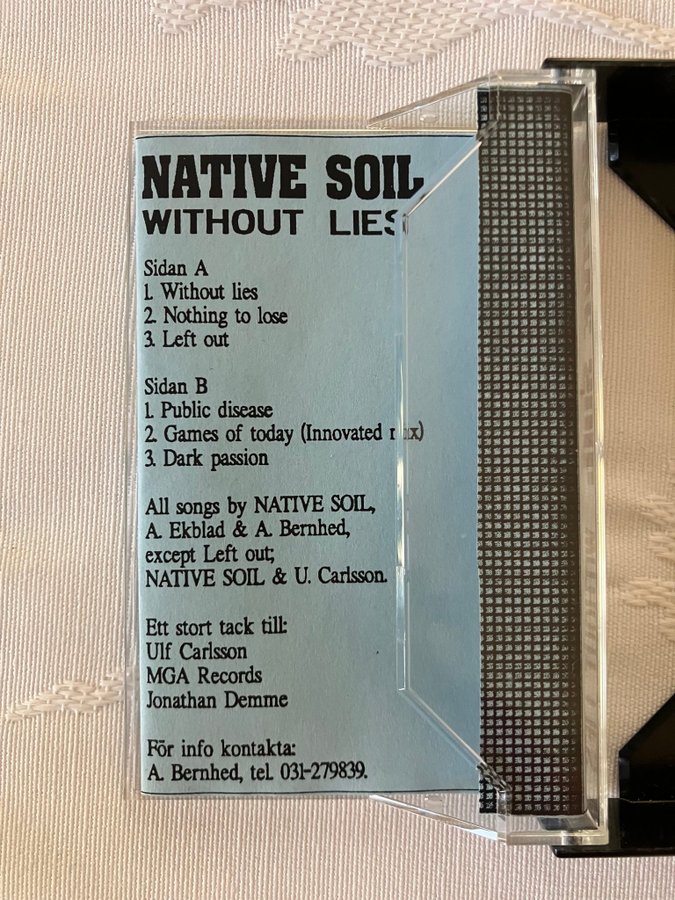 NATIVE SOIL
WITHOUT LIES
Sidan A
1. Without lies
2. Nothing to lose
3. Left out
Sidan B
1. Public disease
2. Games of today (Innovated mix)
3. Dark passion
All songs by NATIVE SOIL,
A. Ekblad & A. Bernhed,
except Left out;
NATIVE SOIL & U. Carlsson.
Ett stort tack till:
Ulf Carlsson
MGA Records
Jonathan Demme
För info kontakta:
A. Bernhed, tel. 031-279839.